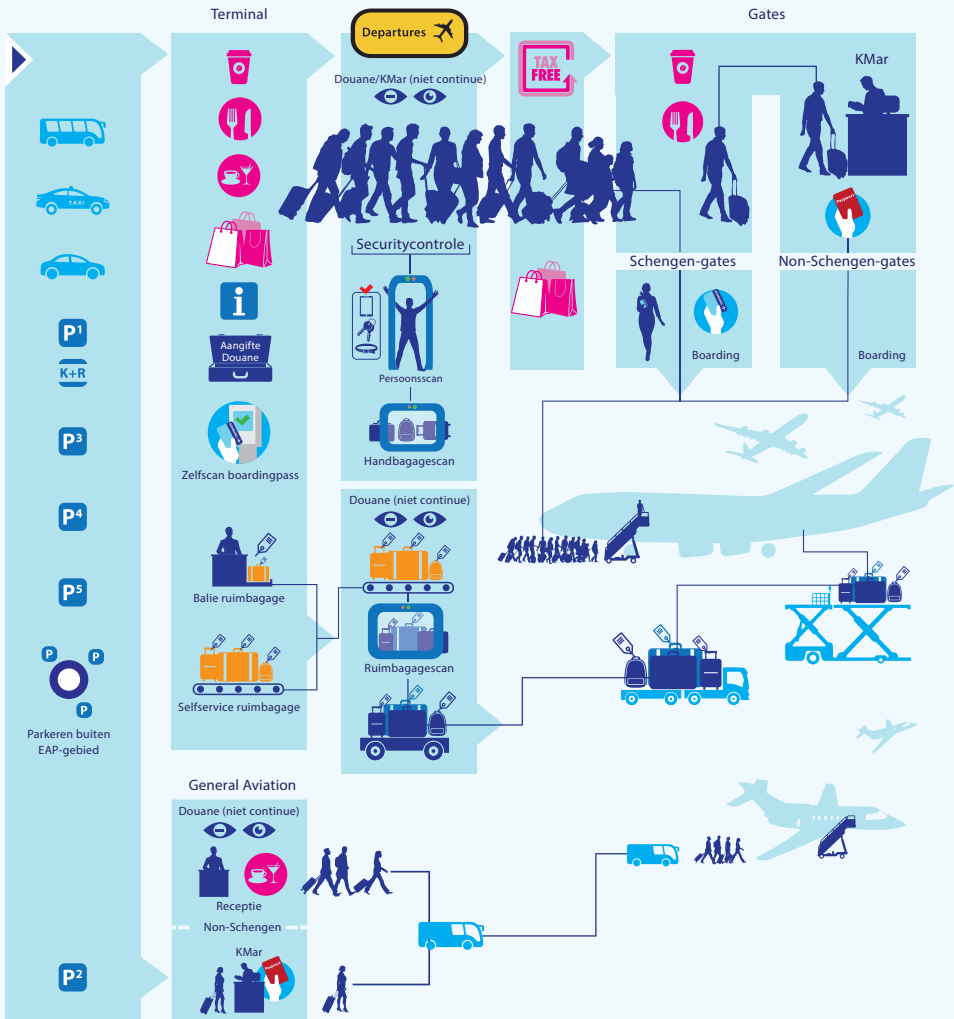 Terminal
Departures
Gates
Douane/KMar (niet continue)
TAX
FREE
KMar
TAXI
Passport
Securitycontrole
Schengen-gates
Non-Schengen-gates
i
P1
K+R
Aangifte
Douane
Persoonsscan
Boarding
Boarding
P3
Handbagagescan
Zelfscan boardingpass
Douane (niet continue)
P4
P5
Balie ruimbagage
P
P
P
Ruimbagagescan
Selfservice ruimbagage
Parkeren buiten
EAP-gebied
General Aviation
Douane (niet continue)
Receptie
Non-Schengen
KMar
P2